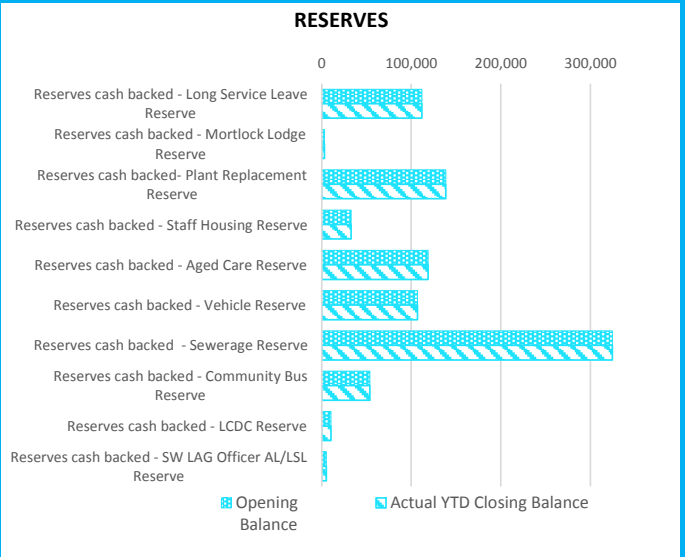 RESERVES
0 100,000 200,000 300,000
Reserves cash backed - Long Service Leave
Reserve
Reserves cash backed - Mortlock Lodge
Reserve
Reserves cash backed- Plant Replacement
Reserve
Reserves cash backed - Staff Housing Reserve
Reserves cash backed - Aged Care Reserve
Reserves cash backed - Vehicle Reserve
Reserves cash backed - Sewerage Reserve
Reserves cash backed - Community Bus
Reserve
Reserves cash backed - LCDC Reserve
Reserves cash backed - SW LAG Officer AL/LSL
Reserve
Opening
Balance
Actual YTD Closing Balance